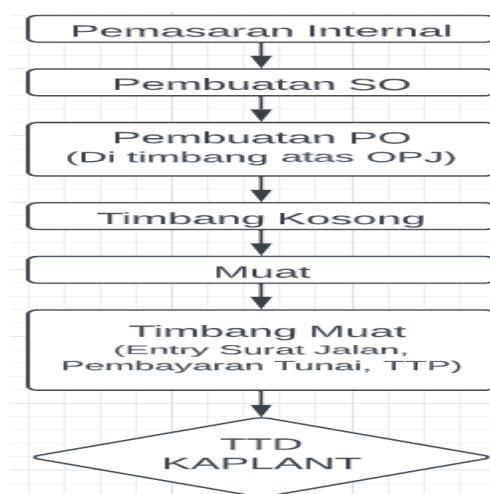 Pemasaran Internal
Pembuatan SO
Pembuatan PO
(Di timbang atas OPJ)
Timbang Kosong
Muat
Timbang Muat
(Entry Surat Jalan,
Pembayaran Tunai, TTP)
TTD
KAPLANT